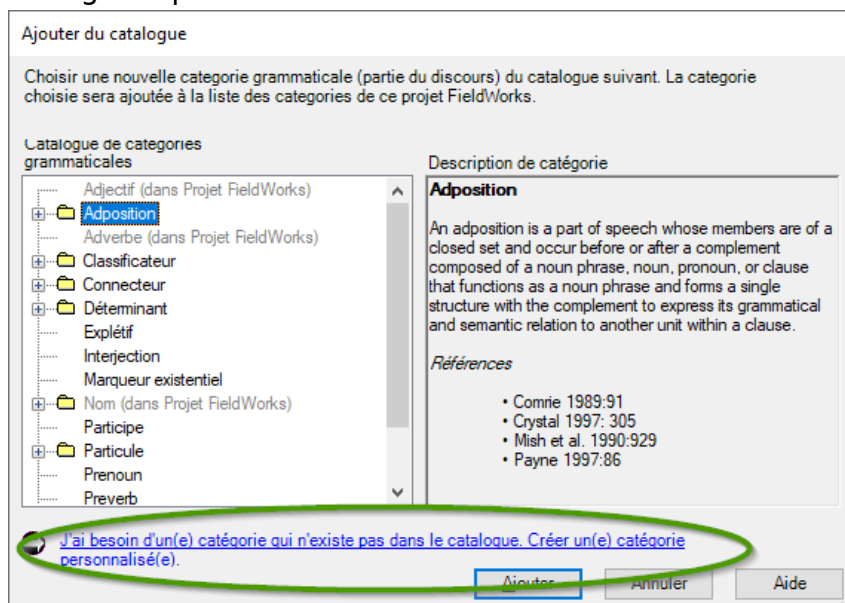 Ajouter du catalogue
Choisir une nouvelle categorie grammaticale (partie du discours) du catalogue suivant. La categorie
choisie sera ajoutée à la liste des categories de ce projet FieldWorks.
Catalogue de categories
grammaticales
Adjectif (dans Projet FieldWorks)
Adposition
Adverbe (dans Projet FieldWorks)
Classificateur
Connecteur
Déterminant
Explétif
Interjection
Marqueur existentiel
Nom (dans Projet FieldWorks)
Participe
Particule
Prenoun
Preverb
Description de catégorie
Adposition
An adposition is a part of speech whose members are of a
closed set and occur before or after a complement
composed of a noun phrase, noun, pronoun, or clause
that functions as a noun phrase and forms a single
structure with the complement to express its grammatical
and semantic relation to another unit within a clause.
Références
• Comrie 1989:91
• Crystal 1997: 305
• Mish et al. 1990:929
• Payne 1997:86
J'ai besoin d'un(e) catégorie qui n'existe pas dans le catalogue. Créer un(e) catégorie
personnalisé(e).
Ajouter
Annuler
Aide